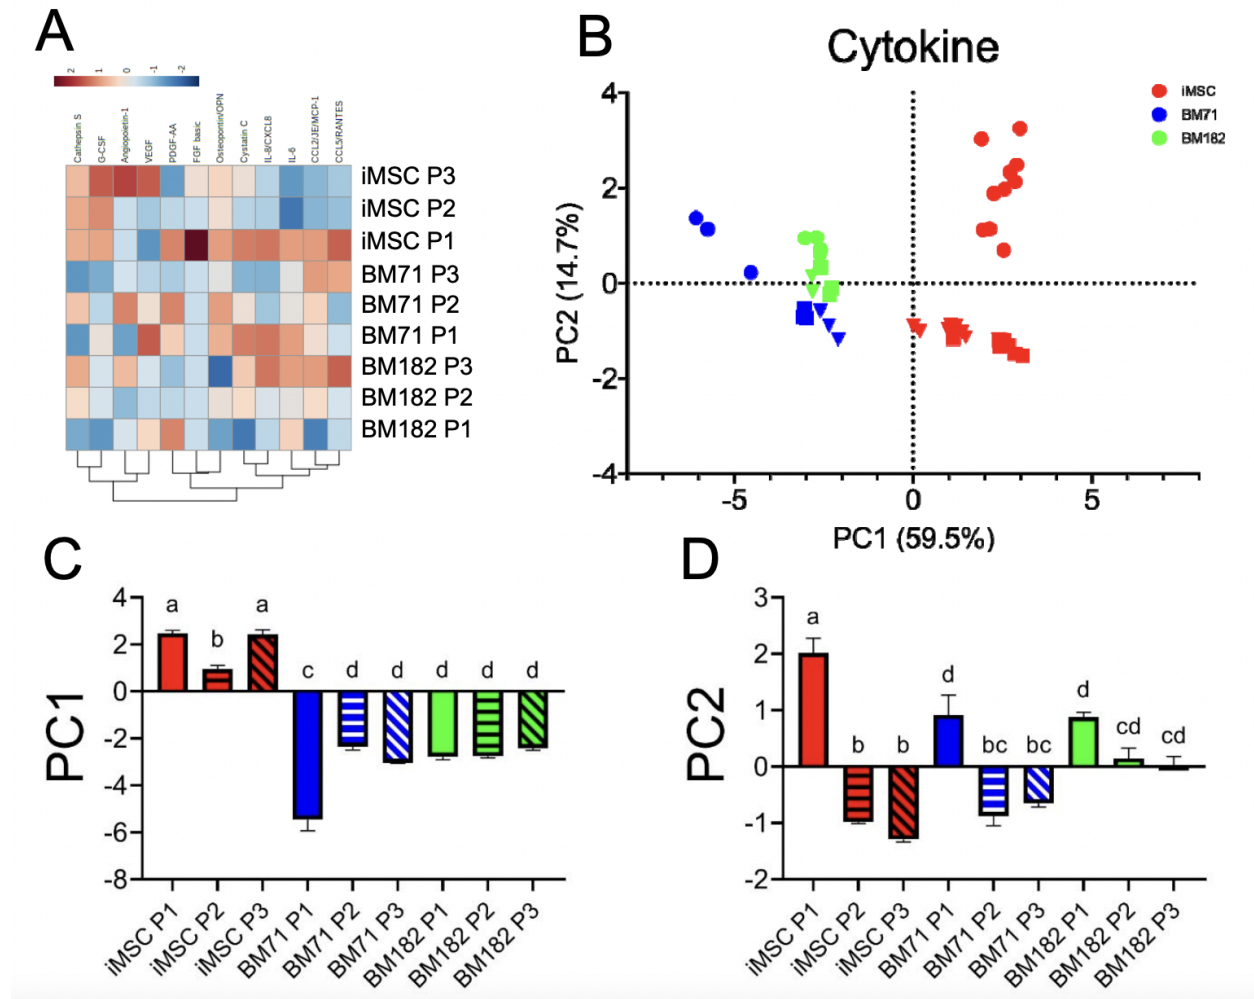 A
2 1 0 -1 -2
Cathepsin S
G-CSF
Angiopoietin-1
VEGF
PDGF-AA
FGF basic
Osteopontin/OPN
Cystatin C
IL-8/CXCL8
IL-6
CCL2/JE/MCP-1
CCL5/RANTES
iMSC P3
iMSC P2
iMSC P1
BM71 P3
BM71 P2
BM71 P1
BM182 P3
BM182 P2
BM182 P1
B
Cytokine
iMSC
BM71
BM182
PC2 (14.7%)
4
2
0
-2
-4
-5 0 5
PC1 (59.5%)
C
PC1
4
2
0
-2
-4
-6
-8
a b a c d d d d d
iMSC P1
iMSC P2
iMSC P3
BM71 P1
BM71 P2
BM71 P3
BM182 P1
BM182 P2
BM182 P3
D
PC2
3
2
1
0
-1
-2
a b b d bc bc d cd cd
iMSC P1
iMSC P2
iMSC P3
BM71 P1
BM71 P2
BM71 P3
BM182 P1
BM182 P2
BM182 P3